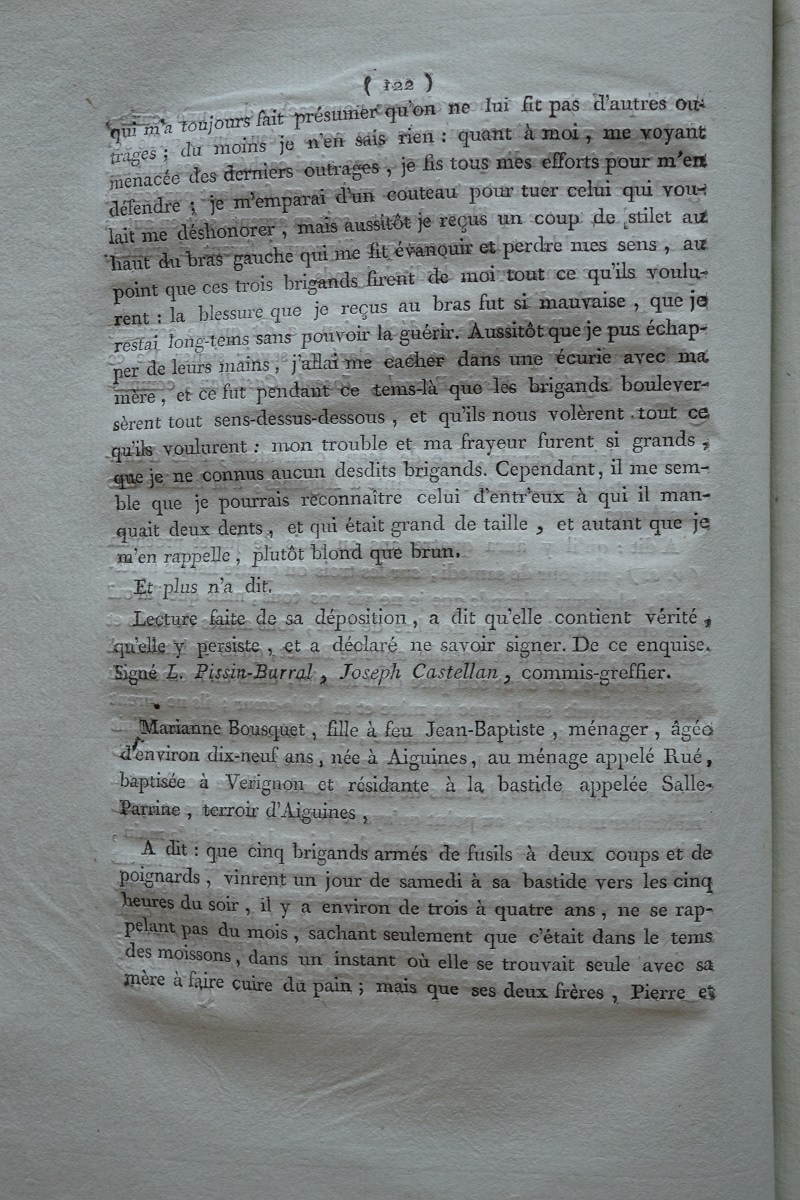 ( 122 )
qui m'a toujours fait présumer qu'on ne lui fit pas d'autres ou-
trages ; du moins je n'en sais rien : quant à moi, me voyant
menacée des derniers outrages, je fis tous mes efforts pour m'en
défendre ; je m'emparai d'un couteau pour tuer celui qui vou-
lait me déshonorer, mais aussitôt je reçus un coup de stilet au
haut du bras gauche qui me fit évanouir et perdre mes sens, au
point que ces trois brigands firent de moi tout ce qu'ils voulu-
rent : la blessure que je reçus au bras fut si mauvaise, que je
restai long-tems sans pouvoir la guérir. Aussitôt que je pus échap-
per de leurs mains, j'allai me cacher dans une écurie avec ma
mère, et ce fut pendant ce tems-là que les brigands boulever-
sèrent tout sens-dessus-dessous, et qu'ils nous volèrent tout ce
qu'ils voulurent : mon trouble et ma frayeur furent si grands,
que je ne connus aucun desdits brigands. Cependant, il me sem-
ble que je pourrais reconnaître celui d'entr'eux à qui il man-
quait deux dents, et qui était grand de taille, et autant que je
m'en rappelle, plutôt blond que brun.
Et plus n'a dit.
Lecture faite de sa déposition, a dit qu'elle contient vérité,
qu'elle y persiste, et a déclaré ne savoir signer. De ce enquise.
Signé L. Pissin-Barral, Joseph Castellan, commis-greffier.
Marianne Bousquet, fille à feu Jean-Baptiste, ménager, âgée
d'environ dix-neuf ans, née à Aiguines, au ménage appelé Rué,
baptisée à Verignon et résidante à la bastide appelée Salle-
Parrine, terroir d'Aiguines,
A dit : que cinq brigands armés de fusils à deux coups et de
poignards, vinrent un jour de samedi à sa bastide vers les cinq
heures du soir, il y a environ de trois à quatre ans, ne se rap-
pelant pas du mois, sachant seulement que c'était dans le tems
des moissons, dans un instant où elle se trouvait seule avec sa
mère à faire cuire du pain ; mais que ses deux frères, Pierre et